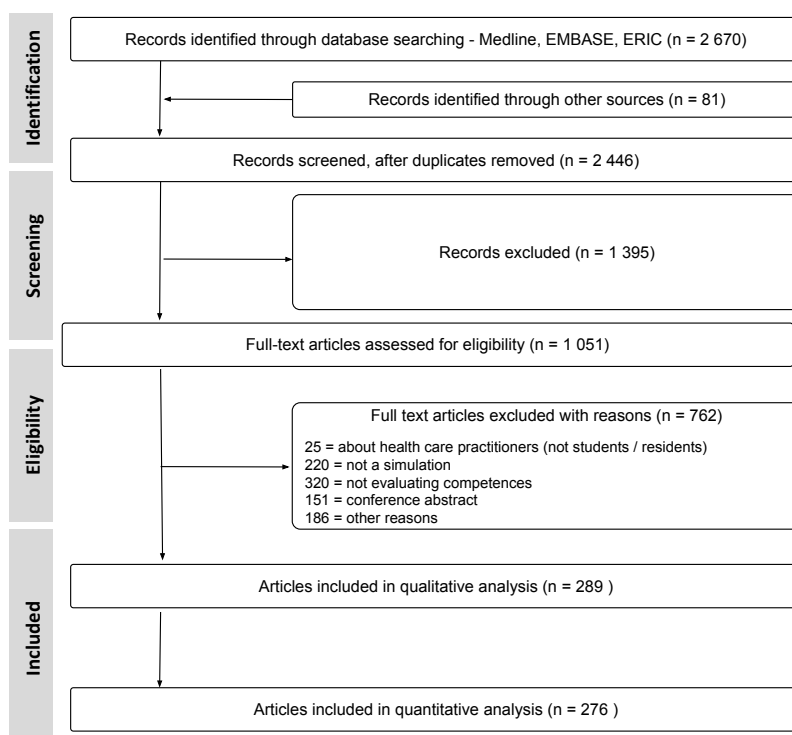 Identification
Records identified through database searching - Medline, EMBASE, ERIC (n = 2 670)
Records identified through other sources (n = 81)
Records screened, after duplicates removed (n = 2 446)
Screening
Records excluded (n = 1 395)
Full-text articles assessed for eligibility (n = 1 051)
Eligibility
Full text articles excluded with reasons (n = 762)
25 = about health care practitioners (not students / residents)
220 = not a simulation
320 = not evaluating competences
151 = conference abstract
186 = other reasons
Included
Articles included in qualitative analysis (n = 289 )
Articles included in quantitative analysis (n = 276 )